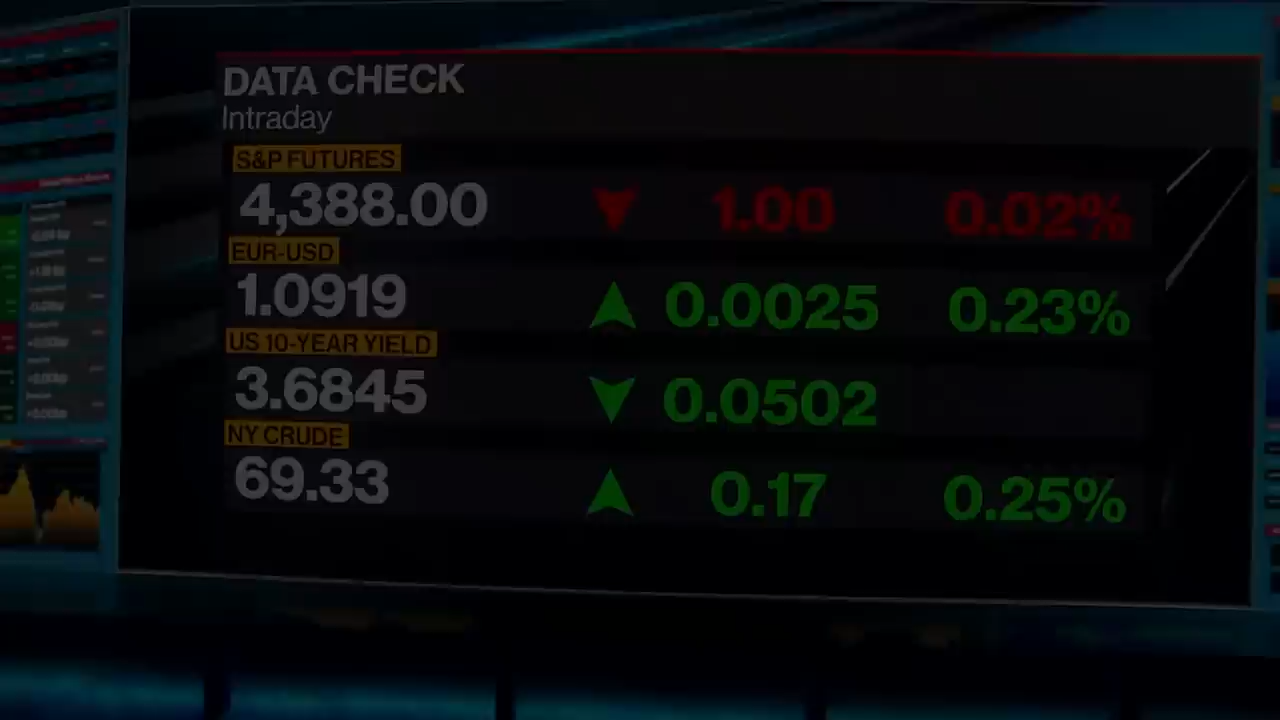 DATA CHECK
Intraday
S&P FUTURES
4,388.00 ▼ 1.00 0.02%
EUR-USD
1.0919 ▲ 0.0025 0.23%
US 10-YEAR YIELD
3.6845 ▼ 0.0502
NY CRUDE
69.33 ▲ 0.17 0.25%